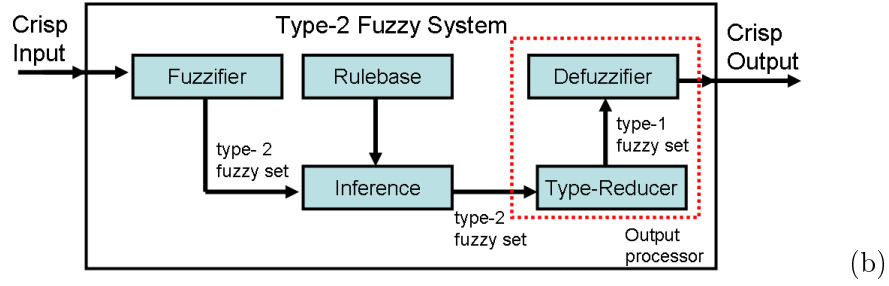 Type-2 Fuzzy System
Crisp
Input
Crisp
Output
Fuzzifier
Rulebase
Defuzzifier
type- 2
fuzzy set
type-1
fuzzy set
Inference
Type-Reducer
type-2
fuzzy set
Output
processor
(b)